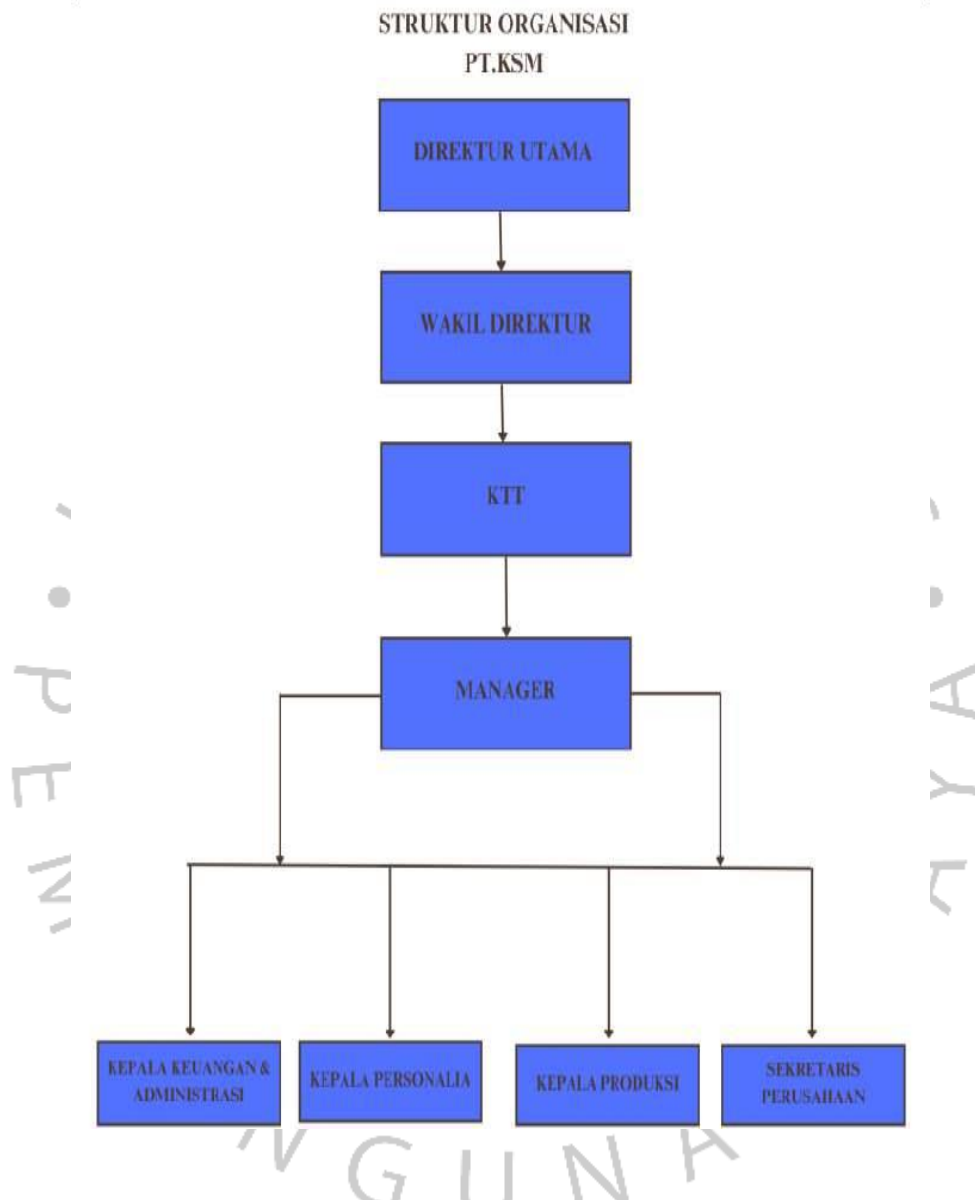 STRUKTUR ORGANISASI
PT.KSM
DIREKTUR UTAMA
WAKIL DIREKTUR
KTT
MANAGER
KEPALA KEUANGAN &
ADMINISTRASI
KEPALA PERSONALIA
KEPALA PRODUKSI
SEKRETARIS
PERUSAHAAN